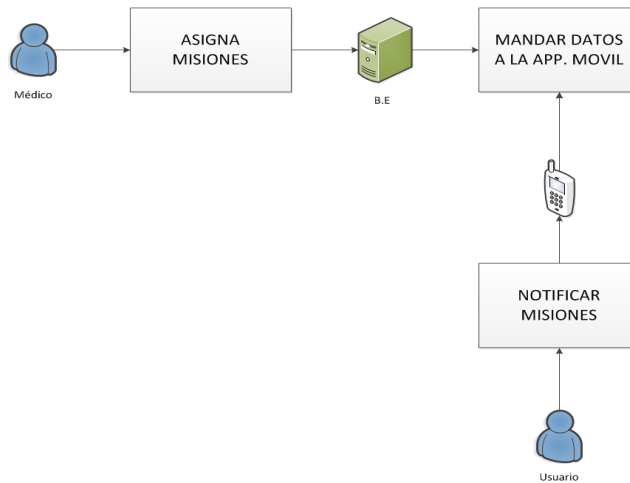 ASIGNA
MISIONES
MANDAR DATOS
A LA APP. MOVIL
Médico
B.E
NOTIFICAR
MISIONES
Usuario